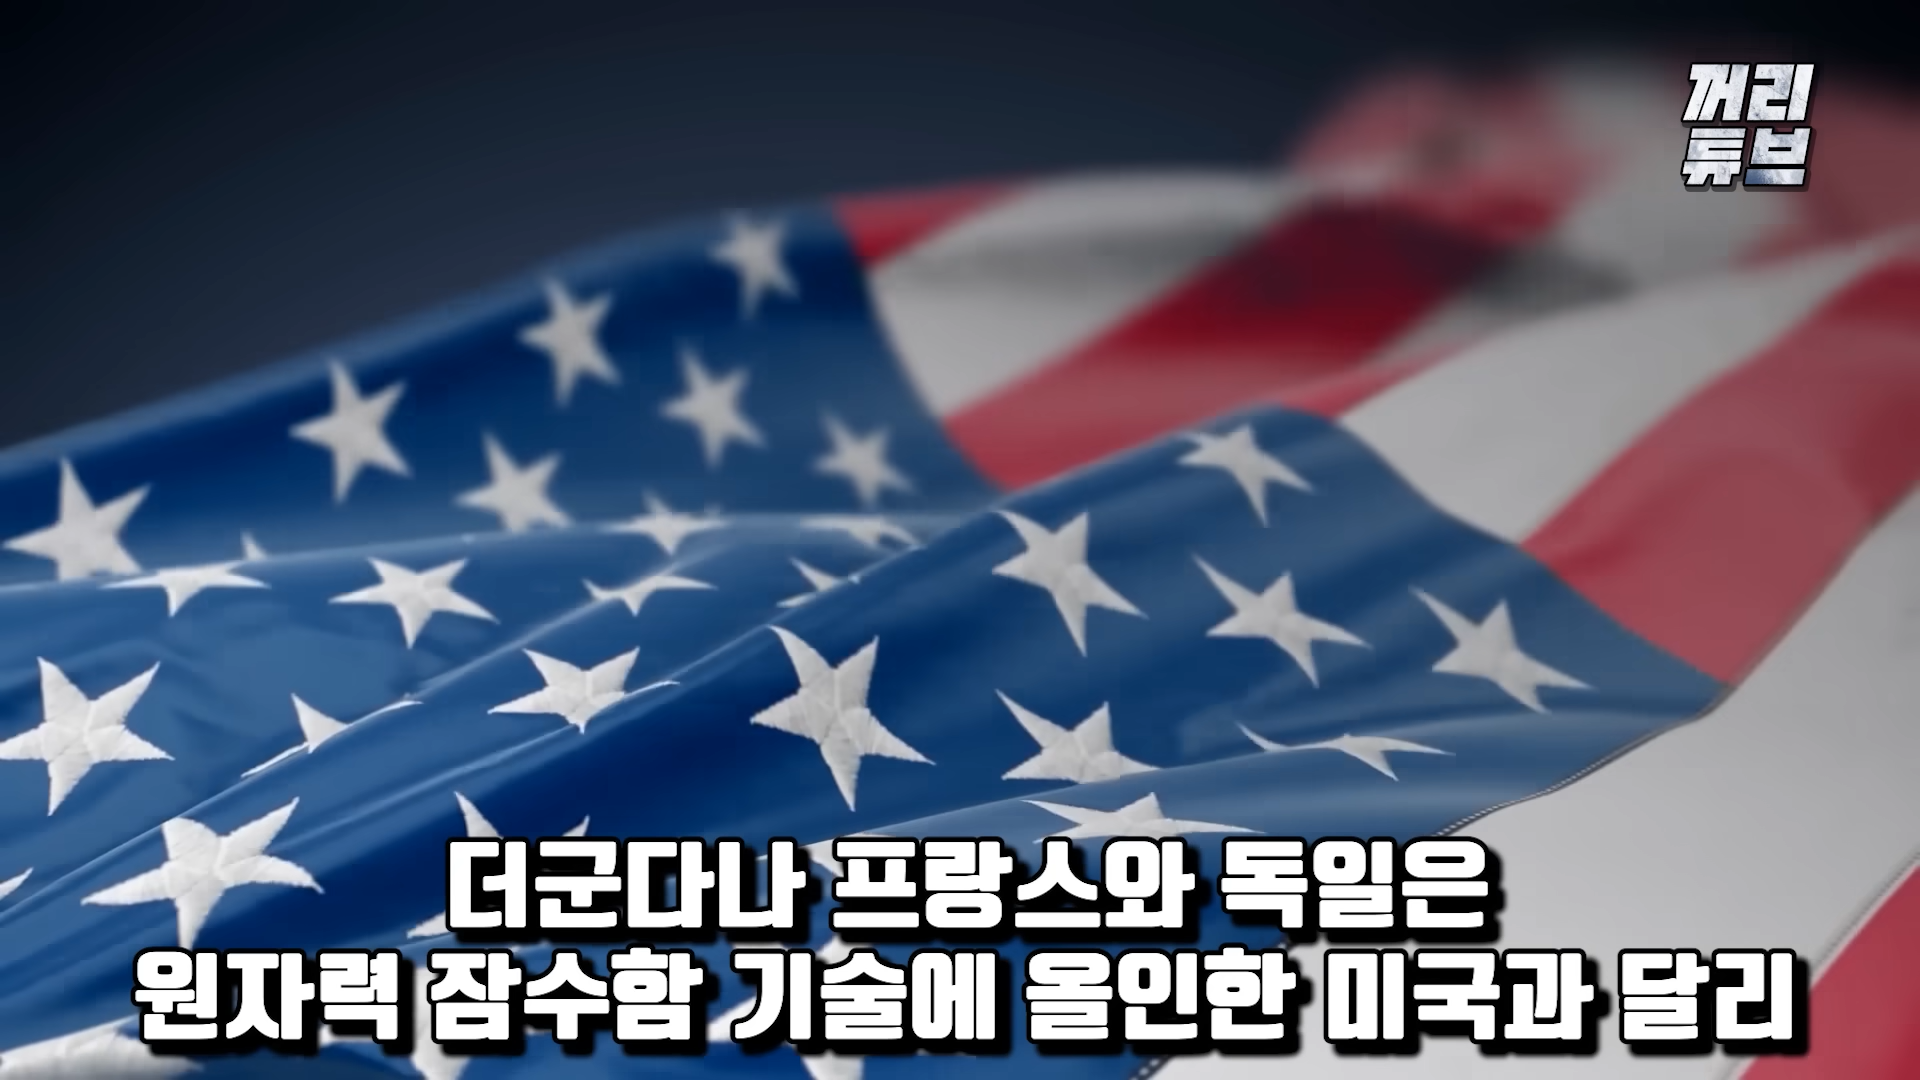 꺼리
튜브
더군다나 프랑스와 독일은
원자력 잠수함 기술에 올인한 미국과 달리